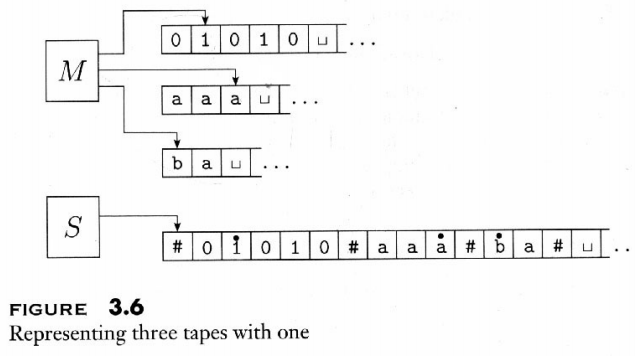 0 1 0 1 0 ⊔ ...
M
a a a ⊔ ...
b a ⊔ ...
S
# 0 1̇ 0 1 0 # a a ȧ # ḃ a # ⊔ ..
FIGURE 3.6
Representing three tapes with one